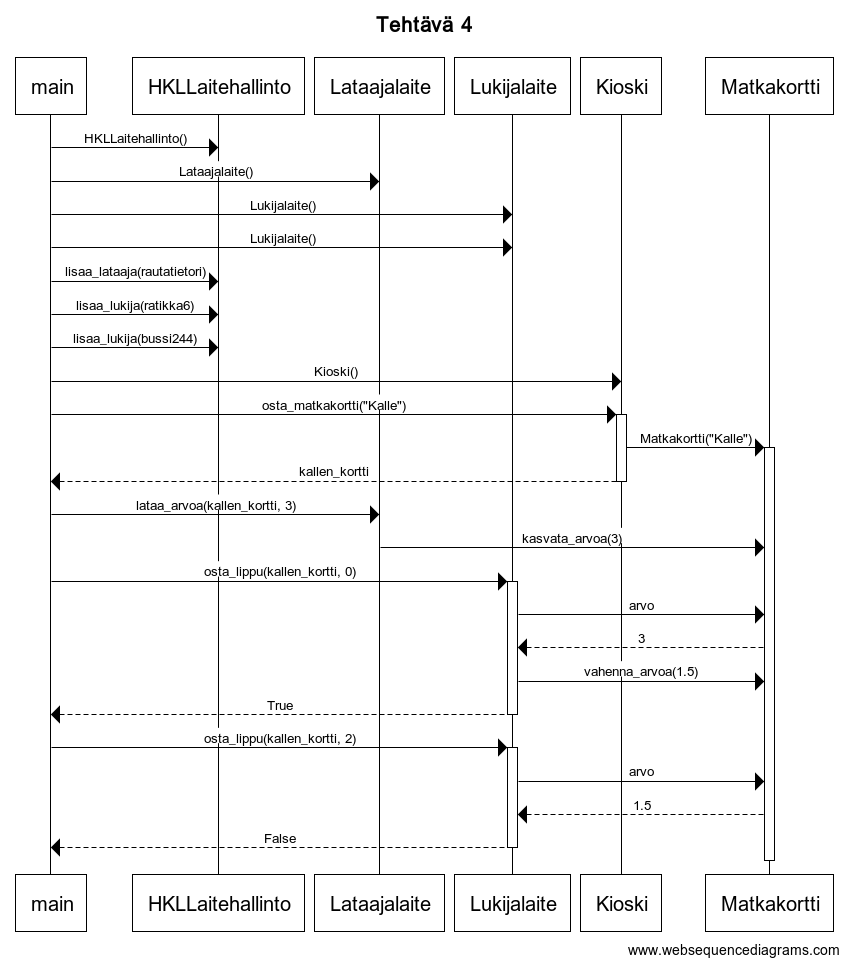 Tehtävä 4
main
HKLLaitehallinto
Lataajalaite
Lukijalaite
Kioski
Matkakortti
HKLLaitehallinto()
Lataajalaite()
Lukijalaite()
Lukijalaite()
lisaa_lataaja(rautatietori)
lisaa_lukija(ratikka6)
lisaa_lukija(bussi244)
Kioski()
osta_matkakortti("Kalle")
Matkakortti("Kalle")
kallen_kortti
lataa_arvoa(kallen_kortti, 3)
kasvata_arvoa(3)
osta_lippu(kallen_kortti, 0)
arvo
3
vahenna_arvoa(1.5)
True
osta_lippu(kallen_kortti, 2)
arvo
1.5
False
main
HKLLaitehallinto
Lataajalaite
Lukijalaite
Kioski
Matkakortti
www.websequencediagrams.com